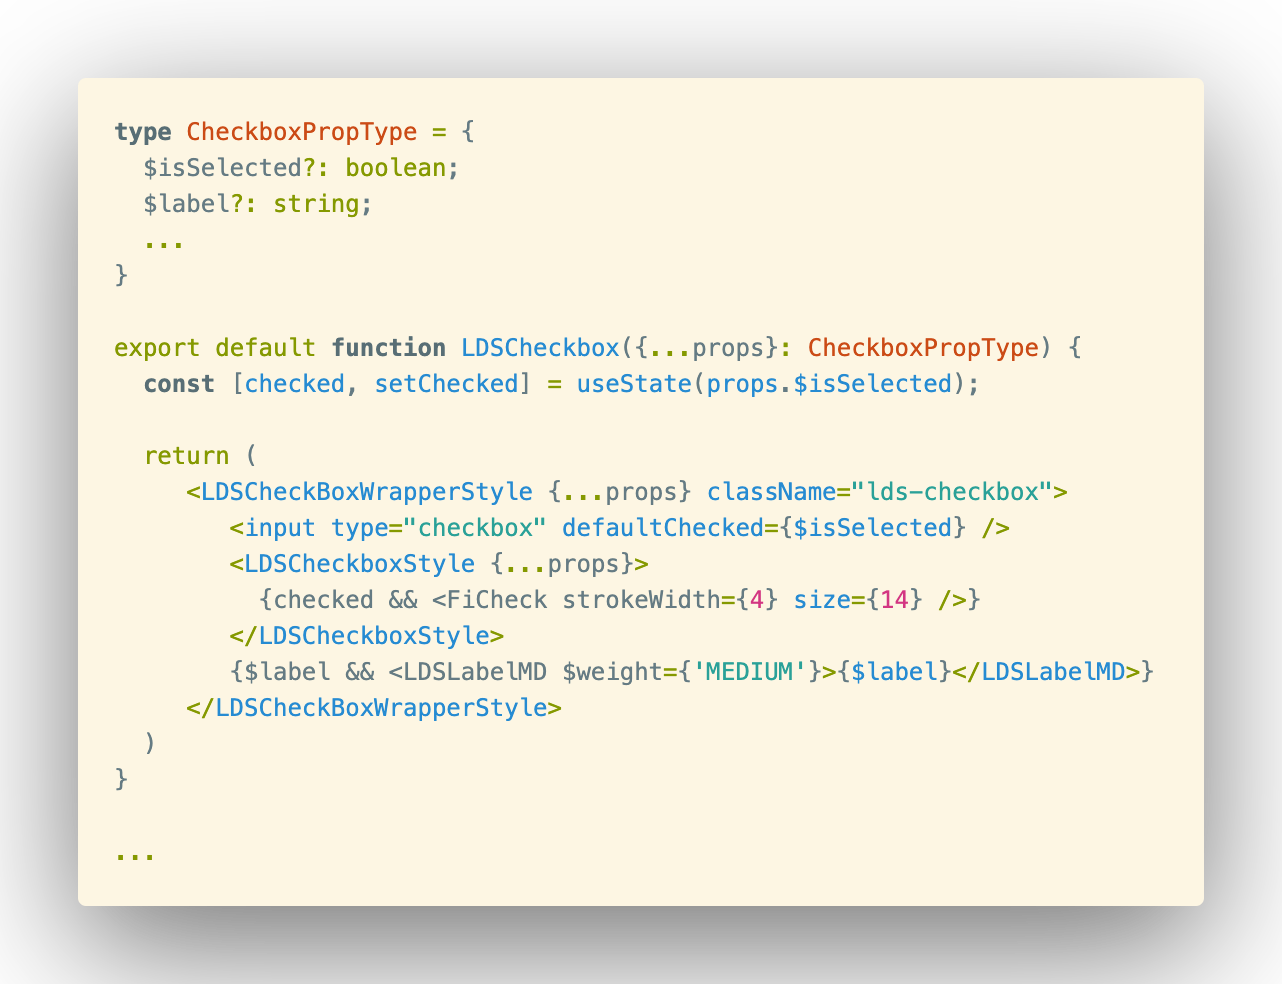 type CheckboxPropType = {
  $isSelected?: boolean;
  $label?: string;
  ...
}
export default function LDSCheckbox({...props}: CheckboxPropType) {
  const [checked, setChecked] = useState(props.$isSelected);
  return (
     <LDSCheckBoxWrapperStyle {...props} className="lds-checkbox">
        <input type="checkbox" defaultChecked={$isSelected} />
        <LDSCheckboxStyle {...props}>
          {checked && <FiCheck strokeWidth={4} size={14} />}
        </LDSCheckboxStyle>
        {$label && <LDSLabelMD $weight={'MEDIUM'}>{$label}</LDSLabelMD>}
     </LDSCheckBoxWrapperStyle>
  )
}
...